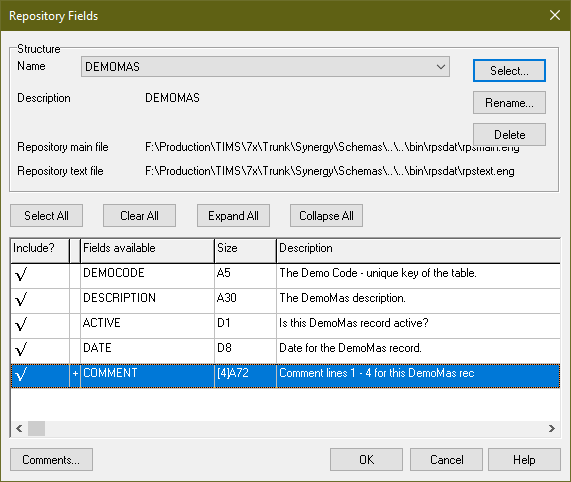 Repository Fields
Structure
Name
DEMOMAS
Select...
Description
DEMOMAS
Rename...
Delete
Repository main file
F:\Production\TIMS\7x\Trunk\Synergy\Schemas\..\..\bin\rpsdat\rpsmain.eng
Repository text file
F:\Production\TIMS\7x\Trunk\Synergy\Schemas\..\..\bin\rpsdat\rpstext.eng
Select All
Clear All
Expand All
Collapse All
Include? Fields available Size Description
√ DEMOCODE A5 The Demo Code - unique key of the table.
√ DESCRIPTION A30 The DemoMas description.
√ ACTIVE D1 Is this DemoMas record active?
√ DATE D8 Date for the DemoMas record.
√ + COMMENT [4]A72 Comment lines 1 - 4 for this DemoMas rec
Comments...
OK
Cancel
Help